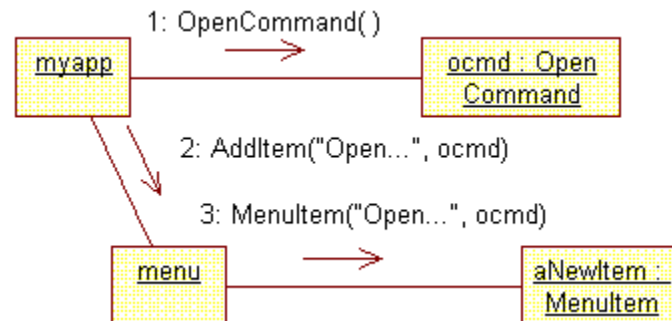 1: OpenCommand( )
myapp
ocmd : Open
Command
2: AddItem("Open...", ocmd)
3: MenuItem("Open...", ocmd)
menu
aNewItem :
MenuItem